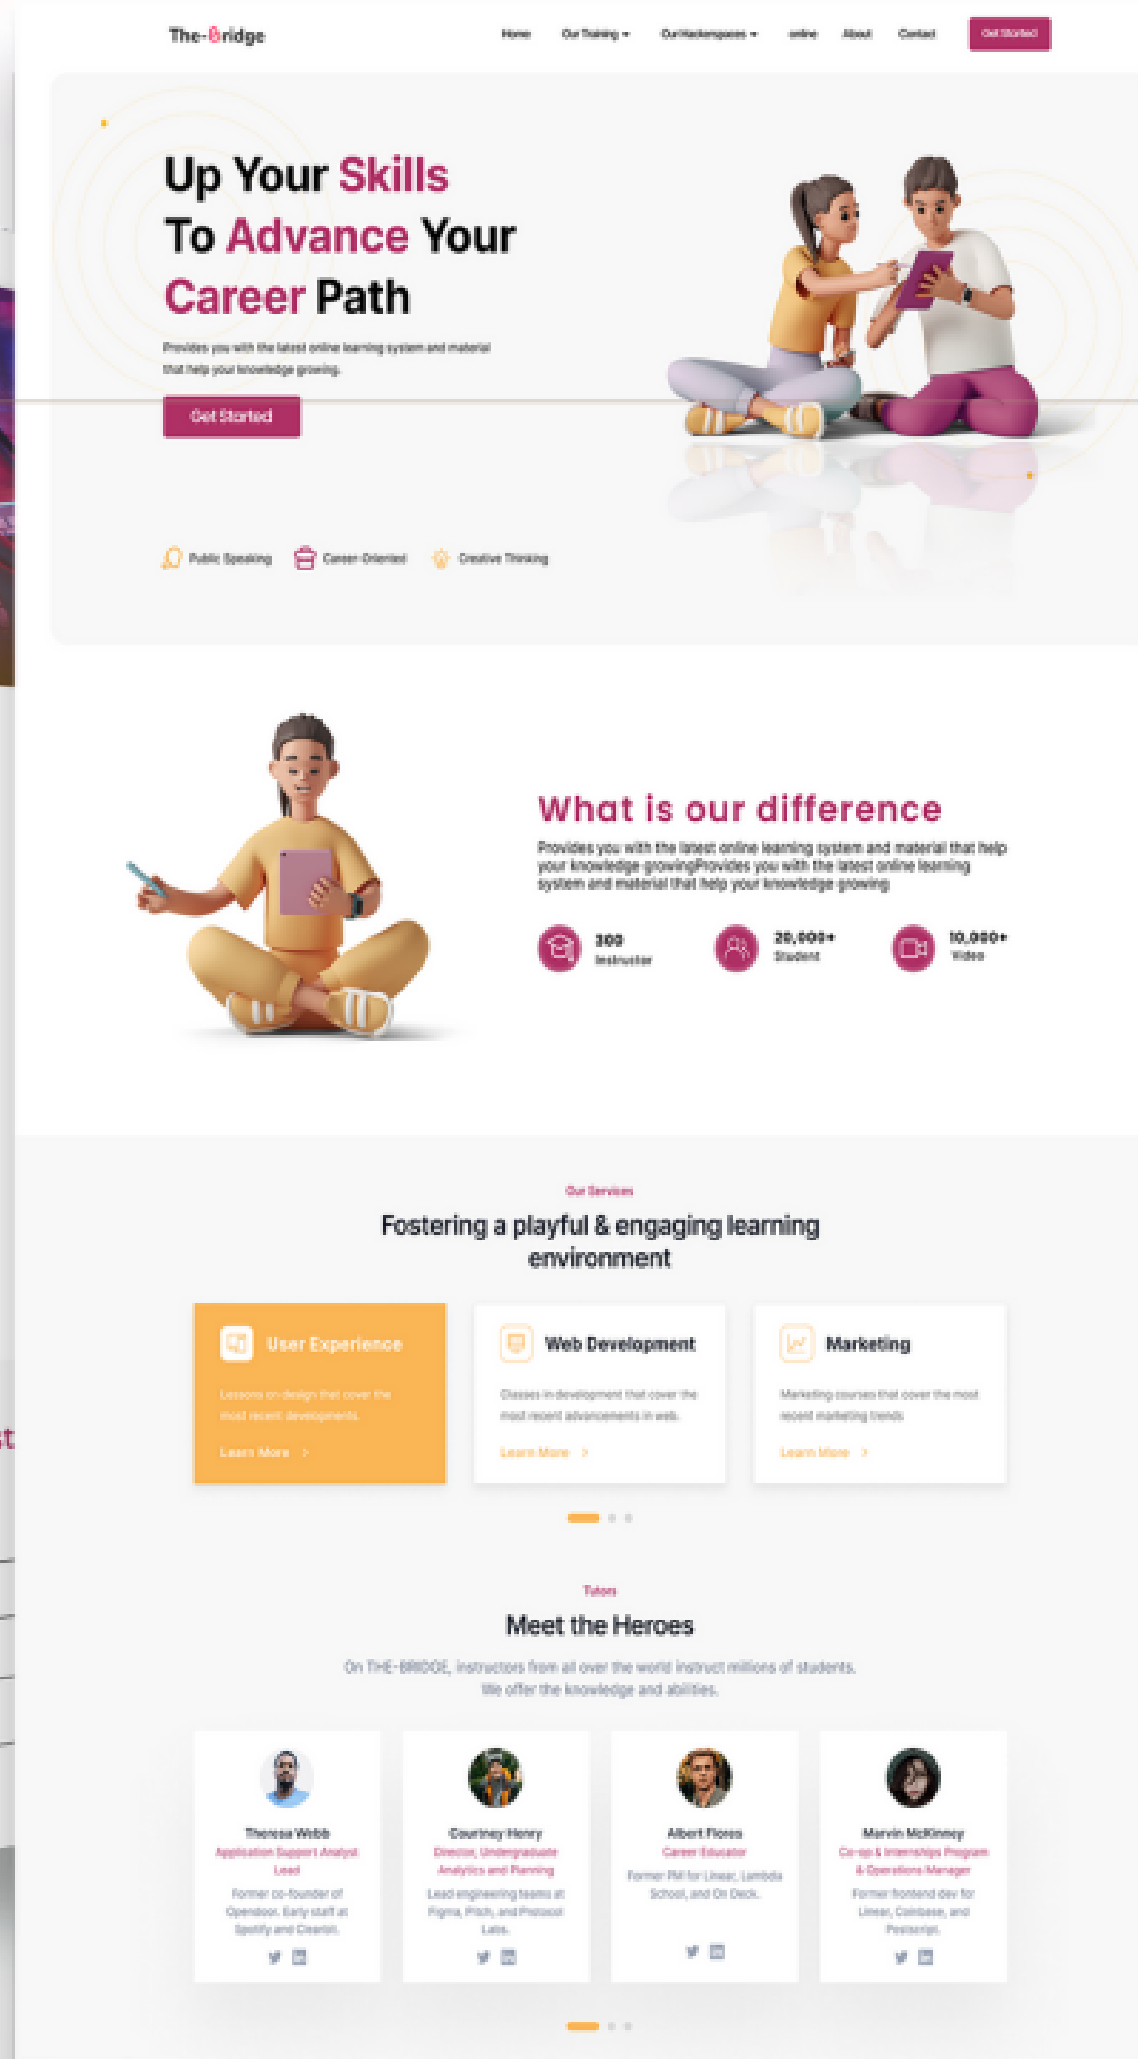 The-Bridge
Home Our Training Our Hackerspaces online About Contact Get Started
Up Your Skills
To Advance Your
Career Path
Provides you with the latest online learning system and material
that help your knowledge growing.
Get Started
Public Speaking Career-Oriented Creative Thinking
What is our difference
Provides you with the latest online learning system and material that help
your knowledge growingProvides you with the latest online learning
system and material that help your knowledge growing
300
Instructor
20,000+
Student
10,000+
Video
Our Services
Fostering a playful & engaging learning
environment
User Experience
Lessons on design that cover the
most recent developments.
Learn More
Web Development
Classes in development that cover the
most recent advancements in web.
Learn More
Marketing
Marketing courses that cover the most
recent marketing trends
Learn More
st
Tutors
Meet the Heroes
On THE-BRIDGE, instructors from all over the world instruct millions of students.
We offer the knowledge and abilities.
Theresa Webb
Application Support Analyst
Lead
Former co-founder of
Opendoor. Early staff at
Spotify and Clearbit.
Courtney Henry
Director, Undergraduate
Analytics and Planning
Lead engineering teams at
Figma, Pitch, and Protocol
Labs.
Albert Flores
Career Educator
Former PM for Linear, Lambda
School, and On Deck.
Marvin McKinney
Co-op & Internships Program
& Operations Manager
Former frontend dev for
Linear, Coinbase, and
Postscript.